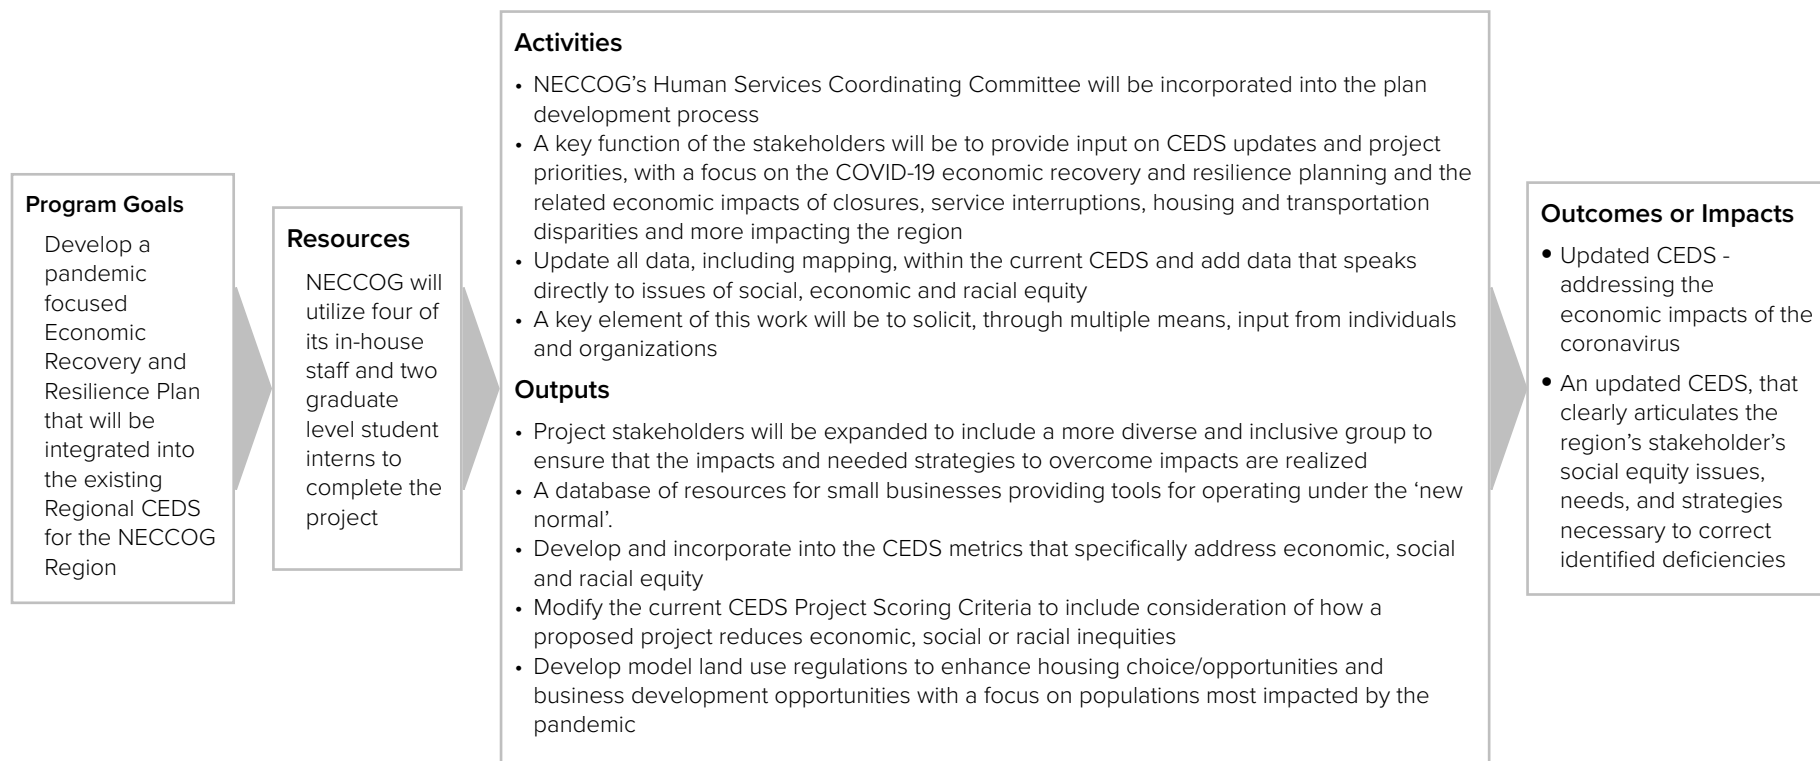 Program Goals
Develop a
pandemic
focused
Economic
Recovery and
Resilience Plan
that will be
integrated into
the existing
Regional CEDS
for the NECCOG
Region
Resources
NECCOG will
utilize four of
its in-house
staff and two
graduate
level student
interns to
complete the
project
Activities
• NECCOG's Human Services Coordinating Committee will be incorporated into the plan
development process
• A key function of the stakeholders will be to provide input on CEDS updates and project
priorities, with a focus on the COVID-19 economic recovery and resilience planning and the
related economic impacts of closures, service interruptions, housing and transportation
disparities and more impacting the region
• Update all data, including mapping, within the current CEDS and add data that speaks
directly to issues of social, economic and racial equity
• A key element of this work will be to solicit, through multiple means, input from individuals
and organizations
Outputs
• Project stakeholders will be expanded to include a more diverse and inclusive group to
ensure that the impacts and needed strategies to overcome impacts are realized
• A database of resources for small businesses providing tools for operating under the ‘new
normal’.
• Develop and incorporate into the CEDS metrics that specifically address economic, social
and racial equity
• Modify the current CEDS Project Scoring Criteria to include consideration of how a
proposed project reduces economic, social or racial inequities
• Develop model land use regulations to enhance housing choice/opportunities and
business development opportunities with a focus on populations most impacted by the
pandemic
Outcomes or Impacts
• Updated CEDS -
addressing the
economic impacts of the
coronavirus
• An updated CEDS, that
clearly articulates the
region's stakeholder's
social equity issues,
needs, and strategies
necessary to correct
identified deficiencies